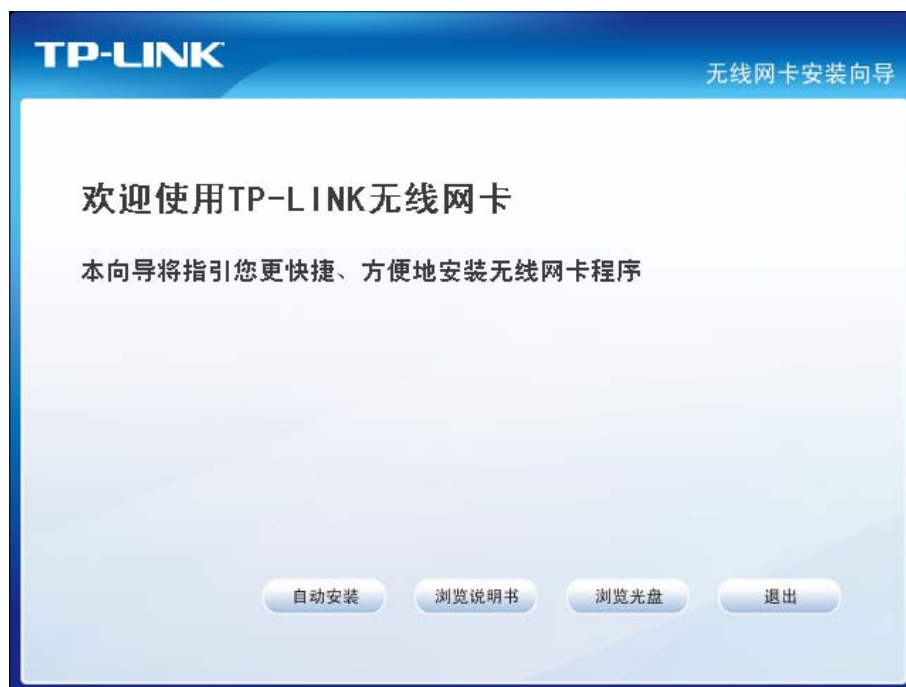 TP-LINK
无线网卡安装向导
欢迎使用TP-LINK无线网卡
本向导将指引您更快捷、方便地安装无线网卡程序
自动安装 浏览说明书 浏览光盘 退出